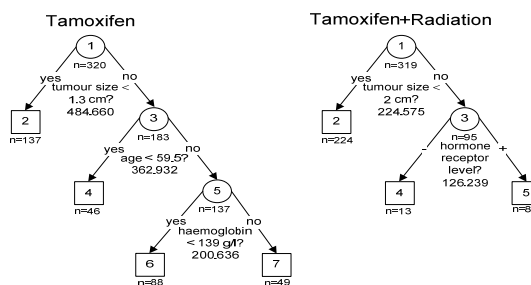 Tamoxifen
1
n=320
yes
no
tumour size <
1.3 cm?
484.660
2
n=137
3
n=183
yes
no
age < 59.5?
362.932
4
n=46
5
n=137
yes
no
haemoglobin
< 139 g/l?
200.636
6
n=88
7
n=49
Tamoxifen+Radiation
1
n=319
yes
no
tumour size <
2 cm?
224.575
2
n=224
3
n=95
-
+
hormone
receptor
level?
126.239
4
n=13
5
n=8